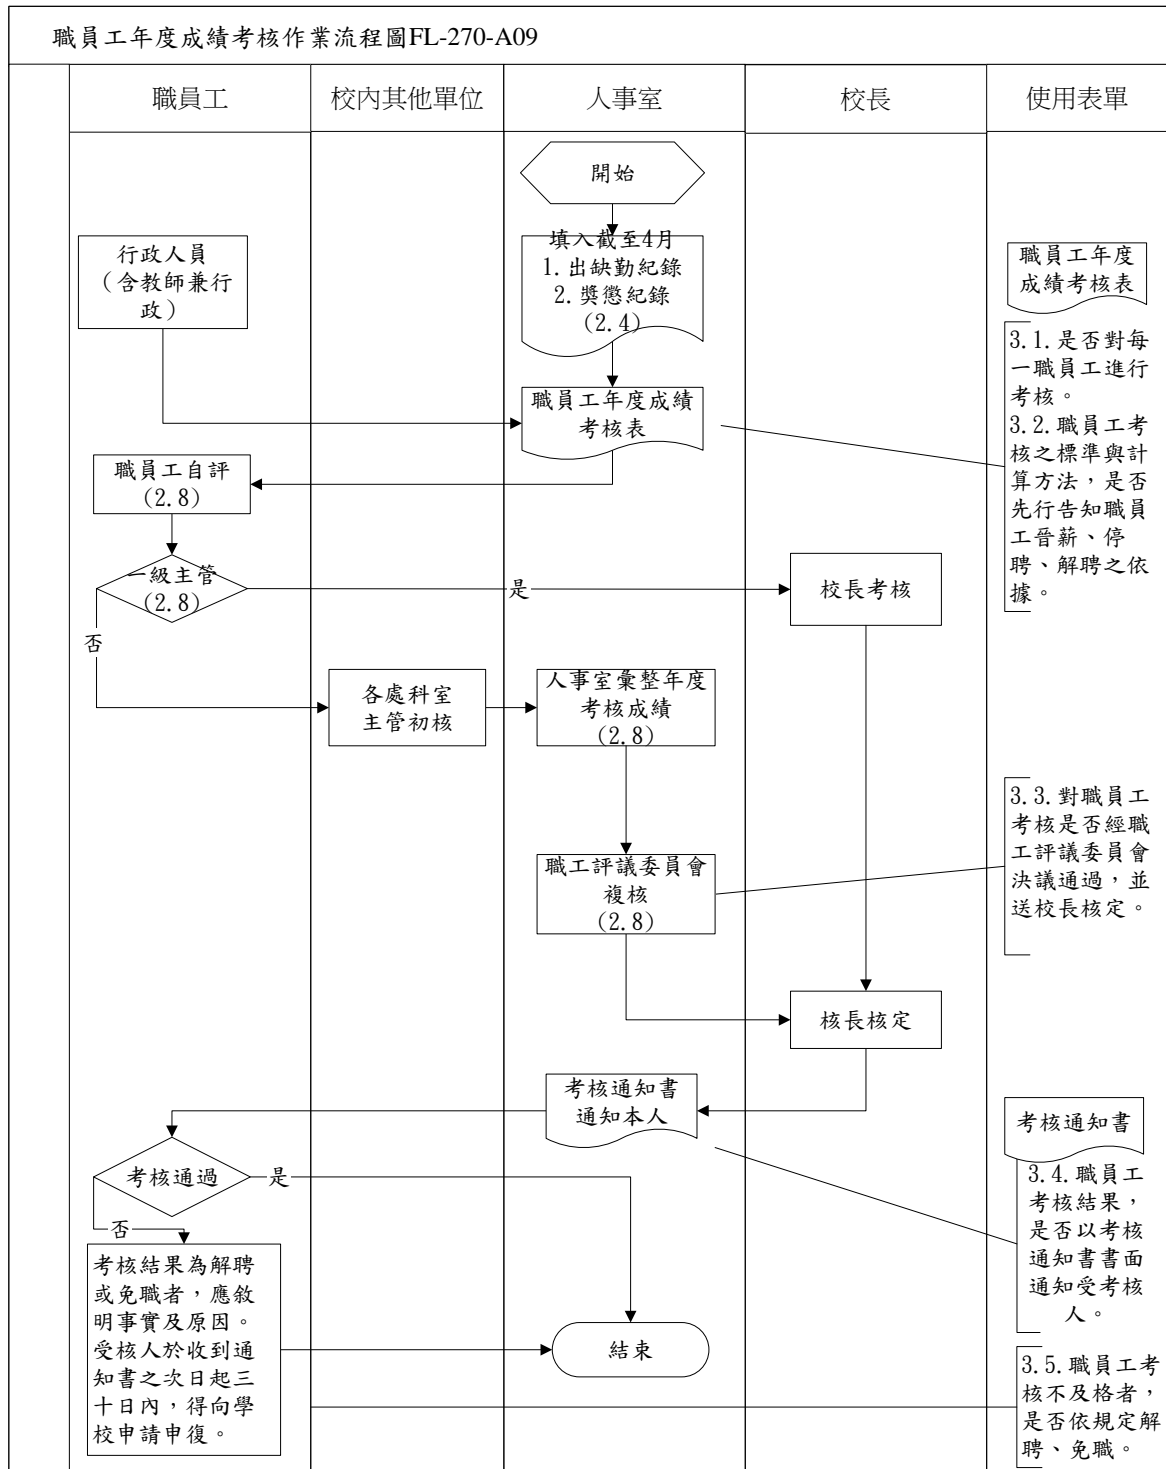 職員工年度成績考核作業流程圖FL-270-A09
職員工
校內其他單位
人事室
校長
使用表單
開始
填入截至4月
1.出缺勤紀錄
2.獎懲紀錄
(2.4)
行政人員
（含教師兼行
政）
職員工年度
成績考核表
3.1.是否對每
一職員工進行
考核。
3.2.職員工考
核之標準與計
算方法，是否
先行告知職員
工晉薪、停
聘、解聘之依
據。
職員工年度成績
考核表
職員工自評
(2.8)
一級主管
(2.8)
是
否
校長考核
各處科室
主管初核
人事室彙整年度
考核成績
(2.8)
職工評議委員會
複核
(2.8)
3.3.對職員工
考核是否經職
工評議委員會
決議通過，並
送校長核定。
核長核定
考核通知書
通知本人
考核通知書
3.4.職員工
考核結果，
是否以考核
通知書書面
通知受考核
人。
考核通過
是
否
考核結果為解聘
或免職者，應敘
明事實及原因。
受核人於收到通
知書之次日起三
十日內，得向學
校申請申復。
結束
3.5.職員工考
核不及格者，
是否依規定解
聘、免職。